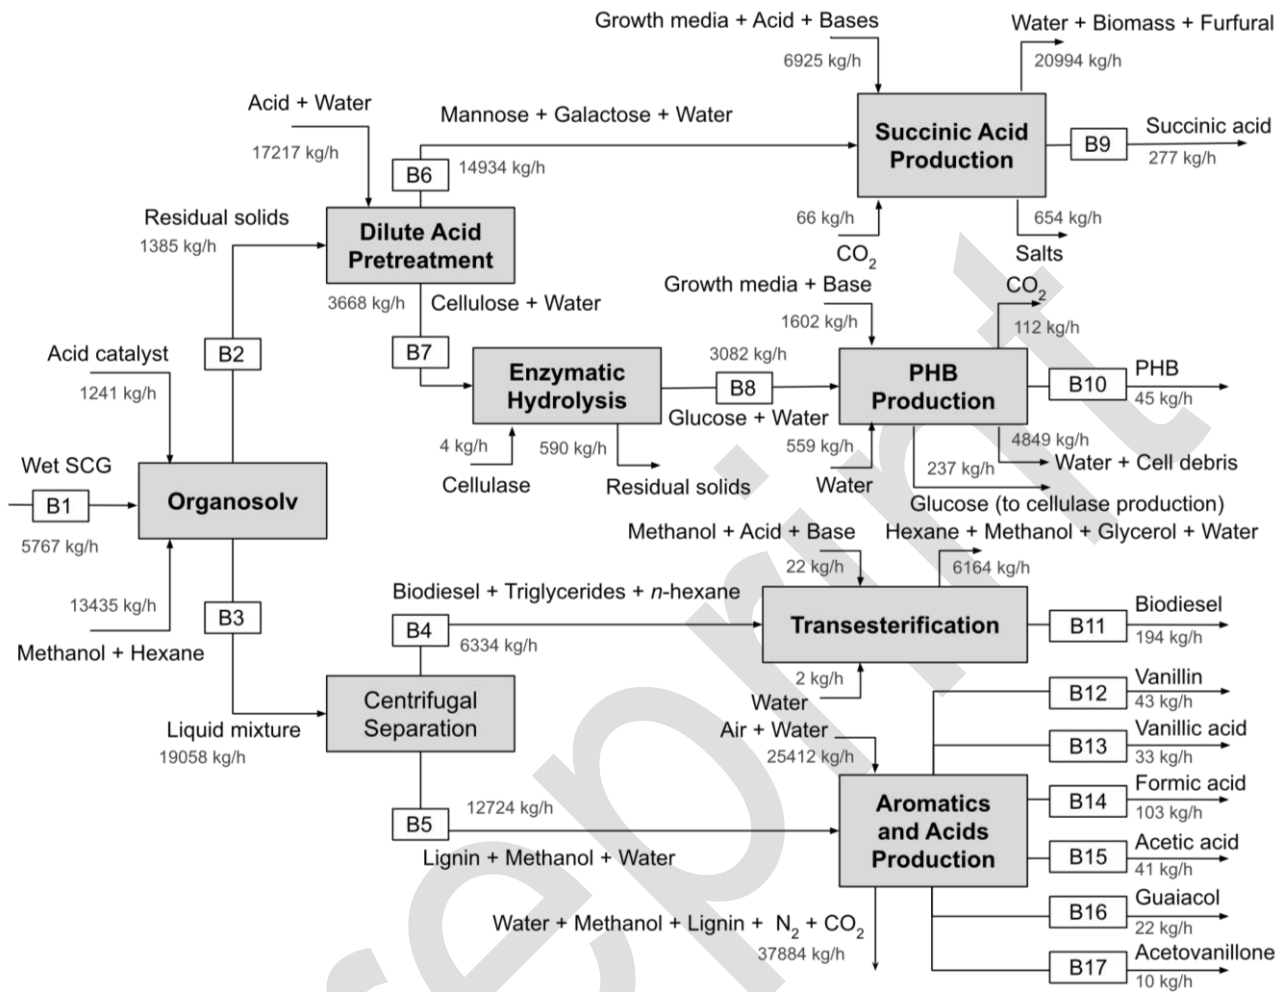 Growth media + Acid + Bases
6925 kg/h
Water + Biomass + Furfural
20994 kg/h
Acid + Water
17217 kg/h
Mannose + Galactose + Water
B6
14934 kg/h
Succinic Acid
Production
B9
Succinic acid
277 kg/h
Residual solids
1385 kg/h
Dilute Acid
Pretreatment
66 kg/h
CO2
654 kg/h
Salts
3668 kg/h
Cellulose + Water
Growth media + Base
1602 kg/h
CO2
112 kg/h
Acid catalyst
1241 kg/h
B2
B7
Enzymatic
Hydrolysis
3082 kg/h
B8
Glucose + Water
PHB
Production
B10
PHB
45 kg/h
4 kg/h
Cellulase
590 kg/h
Residual solids
559 kg/h
Water
4849 kg/h
Water + Cell debris
237 kg/h
Glucose (to cellulase production)
Wet SCG
B1
5767 kg/h
Organosolv
Methanol + Acid + Base
22 kg/h
Hexane + Methanol + Glycerol + Water
6164 kg/h
13435 kg/h
Methanol + Hexane
B3
Biodiesel + Triglycerides + n-hexane
B4
6334 kg/h
Transesterification
B11
Biodiesel
194 kg/h
2 kg/h
Water
Liquid mixture
19058 kg/h
Centrifugal
Separation
Air + Water
25412 kg/h
B12
Vanillin
43 kg/h
B13
Vanillic acid
33 kg/h
B5
12724 kg/h
Lignin + Methanol + Water
Aromatics
and Acids
Production
B14
Formic acid
103 kg/h
B15
Acetic acid
41 kg/h
Water + Methanol + Lignin + N2 + CO2
37884 kg/h
B16
Guaiacol
22 kg/h
B17
Acetovanillone
10 kg/h
eprint